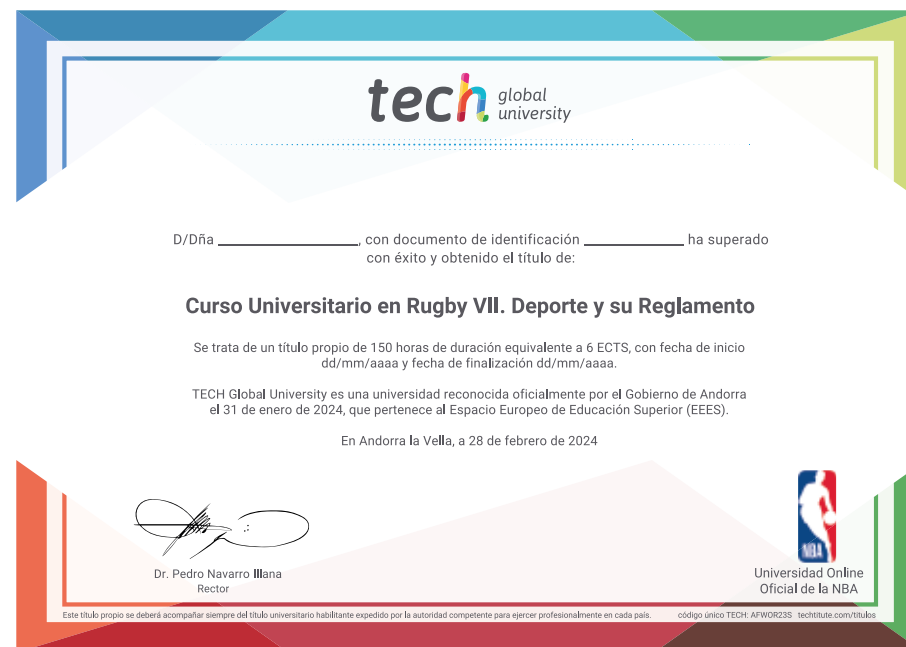 tech global university
D/Dña ____________________, con documento de identificación ______________ ha superado
con éxito y obtenido el título de:
Curso Universitario en Rugby VII. Deporte y su Reglamento
Se trata de un título propio de 150 horas de duración equivalente a 6 ECTS, con fecha de inicio
dd/mm/aaaa y fecha de finalización dd/mm/aaaa.
TECH Global University es una universidad reconocida oficialmente por el Gobierno de Andorra
el 31 de enero de 2024, que pertenece al Espacio Europeo de Educación Superior (EEES).
En Andorra la Vella, a 28 de febrero de 2024
NBA
Dr. Pedro Navarro Illana
Rector
Universidad Online
Oficial de la NBA
Este título propio se deberá acompañar siempre del título universitario habilitante expedido por la autoridad competente para ejercer profesionalmente en cada país.
código único TECH: AFWOR23S techtitute.com/titulos